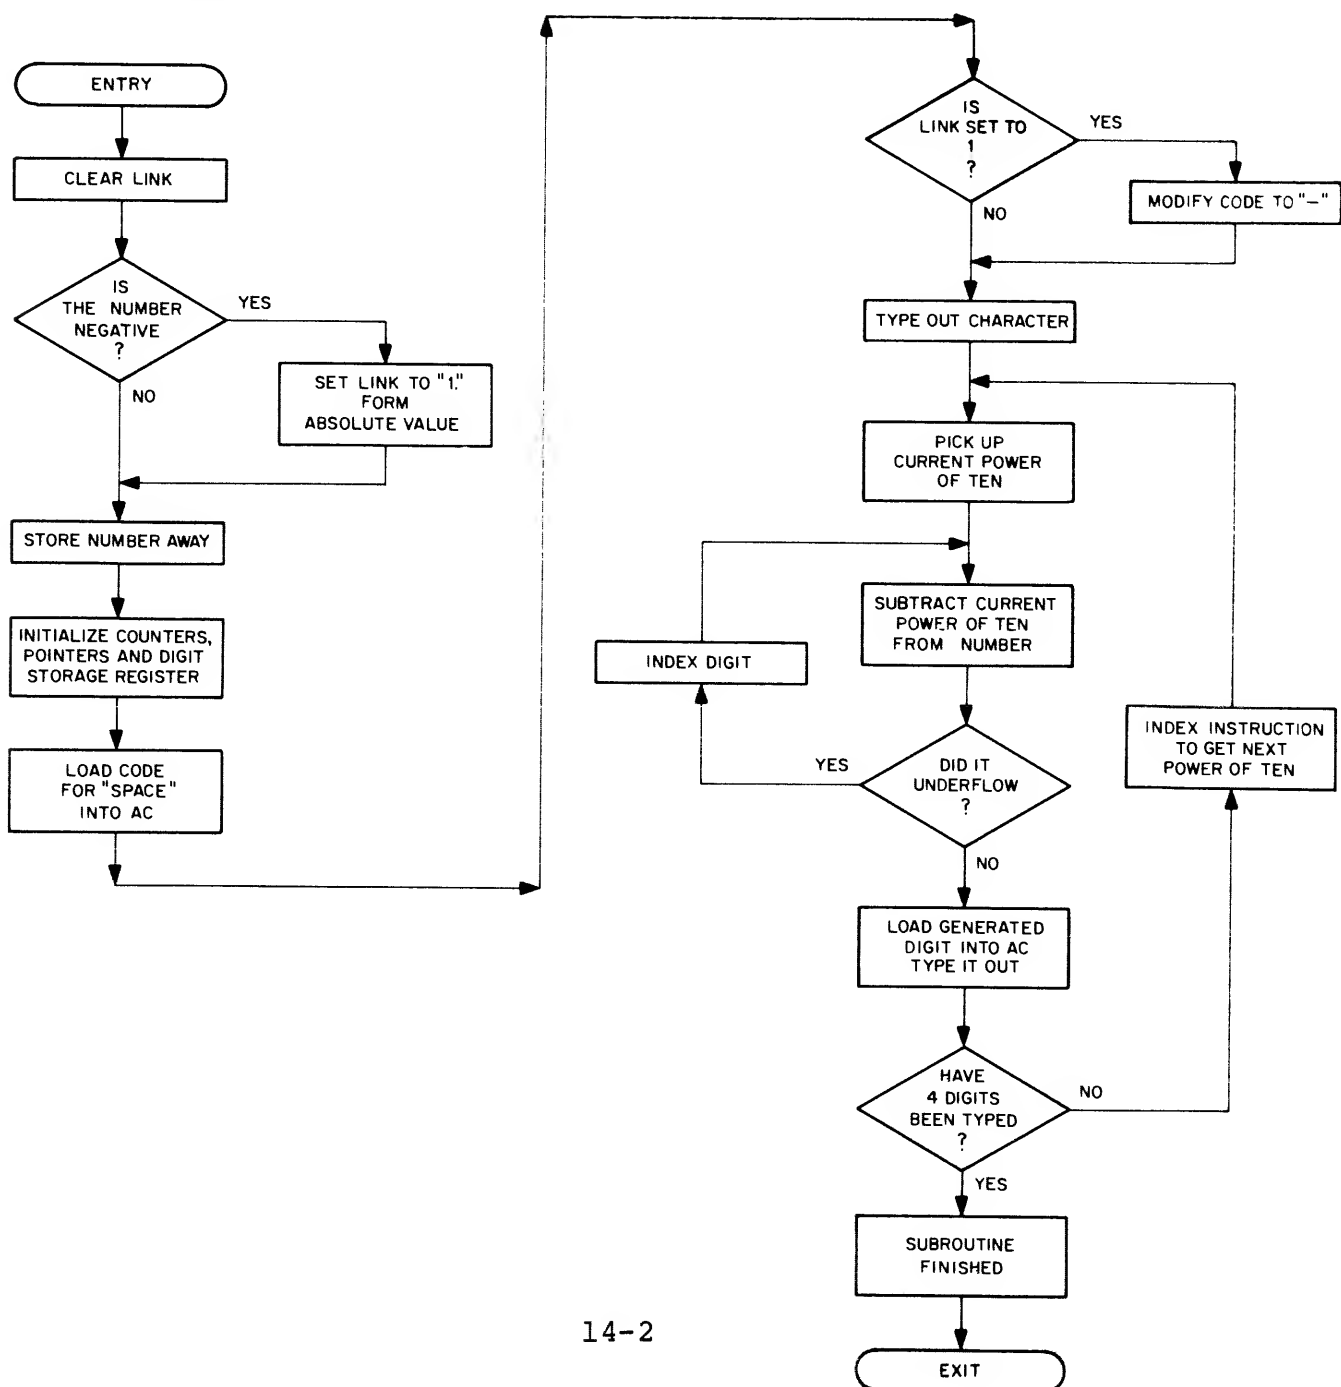 ENTRY
CLEAR LINK
IS
THE NUMBER
NEGATIVE
?
YES
NO
SET LINK TO "1."
FORM
ABSOLUTE VALUE
STORE NUMBER AWAY
INITIALIZE COUNTERS,
POINTERS AND DIGIT
STORAGE REGISTER
LOAD CODE
FOR "SPACE"
INTO AC
IS
LINK SET TO
1
?
YES
NO
MODIFY CODE TO "—"
TYPE OUT CHARACTER
PICK UP
CURRENT POWER
OF TEN
SUBTRACT CURRENT
POWER OF TEN
FROM NUMBER
INDEX DIGIT
DID IT
UNDERFLOW
?
YES
NO
INDEX INSTRUCTION
TO GET NEXT
POWER OF TEN
LOAD GENERATED
DIGIT INTO AC
TYPE IT OUT
HAVE
4 DIGITS
BEEN TYPED
?
NO
YES
SUBROUTINE
FINISHED
EXIT
14-2